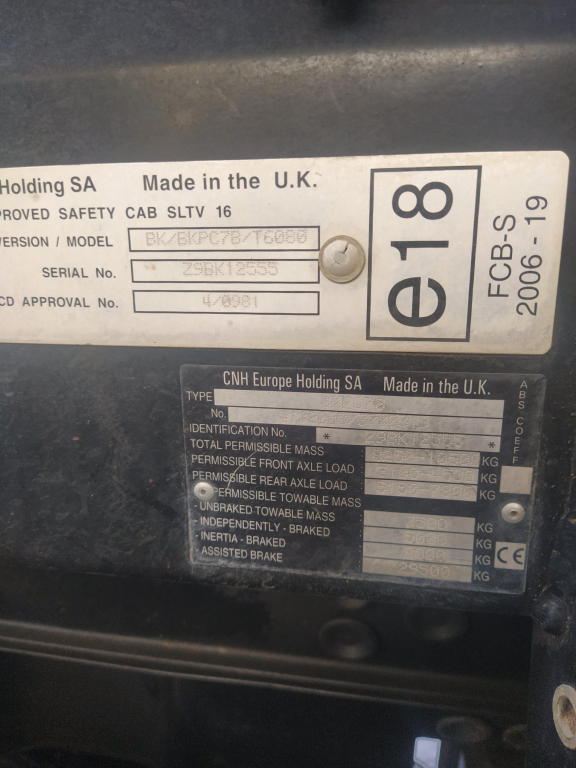 Holding SA Made in the U.K.
PROVED SAFETY CAB SLTV 16
VERSION / MODEL BK/BKPC7B/T6080
SERIAL No. Z9BK12555
CD APPROVAL No. 4/0981
e18
FCB-S
2006 - 19
CNH Europe Holding SA Made in the U.K.
TYPE
No.
IDENTIFICATION No. * Z9BK12555 *
TOTAL PERMISSIBLE MASS KG
PERMISSIBLE FRONT AXLE LOAD KG
PERMISSIBLE REAR AXLE LOAD KG
PERMISSIBLE TOWABLE MASS
- UNBRAKED TOWABLE MASS KG
- INDEPENDENTLY - BRAKED KG
- INERTIA - BRAKED KG
- ASSISTED BRAKE KG
ABS COEFF
CE